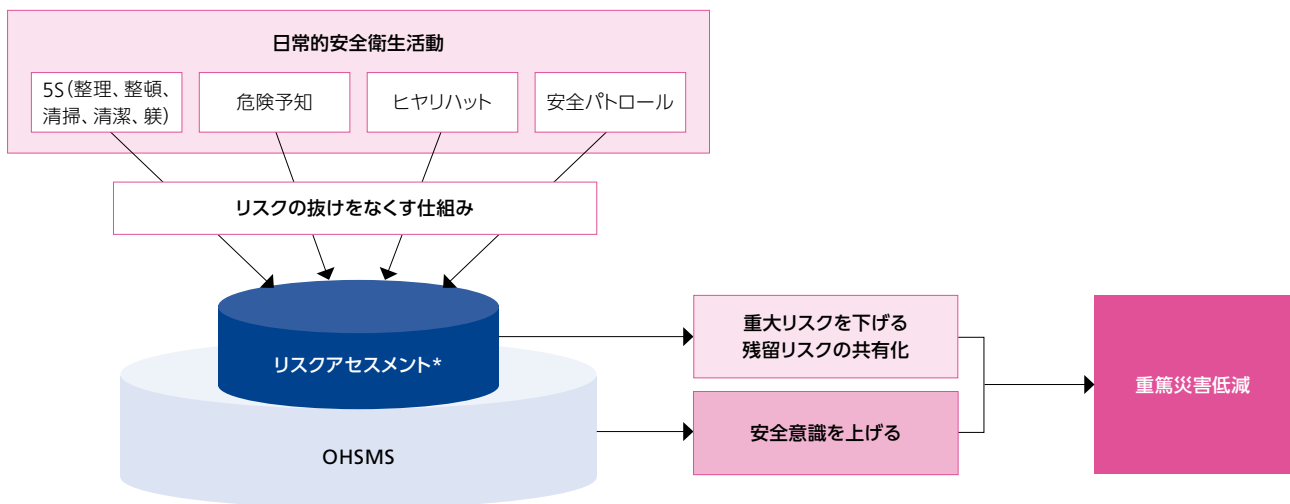 日常的安全衛生活動
5S（整理、整頓、
清掃、清潔、躾）
危険予知
ヒヤリハット
安全パトロール
リスクの抜けをなくす仕組み
リスクアセスメント*
OHSMS
重大リスクを下げる
残留リスクの共有化
安全意識を上げる
重篤災害低減